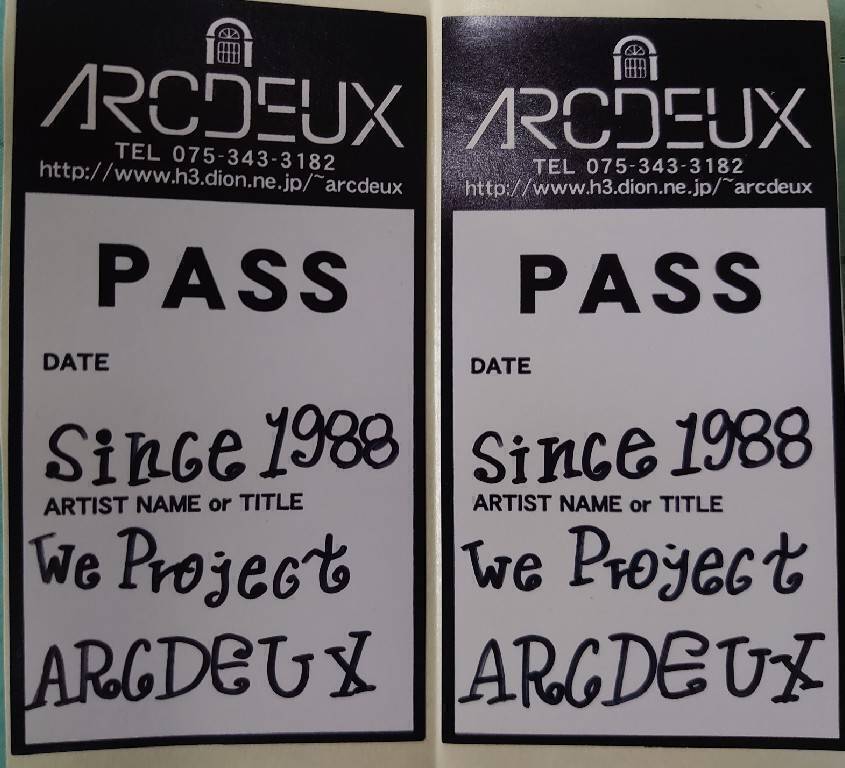 ARCDEUX
TEL 075-343-3182
http://www.h3.dion.ne.jp/~arcdeux
PASS
DATE
Since 1988
ARTIST NAME or TITLE
We Project
ARCDEUX
ARCDEUX
TEL 075-343-3182
http://www.h3.dion.ne.jp/~arcdeux
PASS
DATE
Since 1988
ARTIST NAME or TITLE
We Project
ARCDEUX